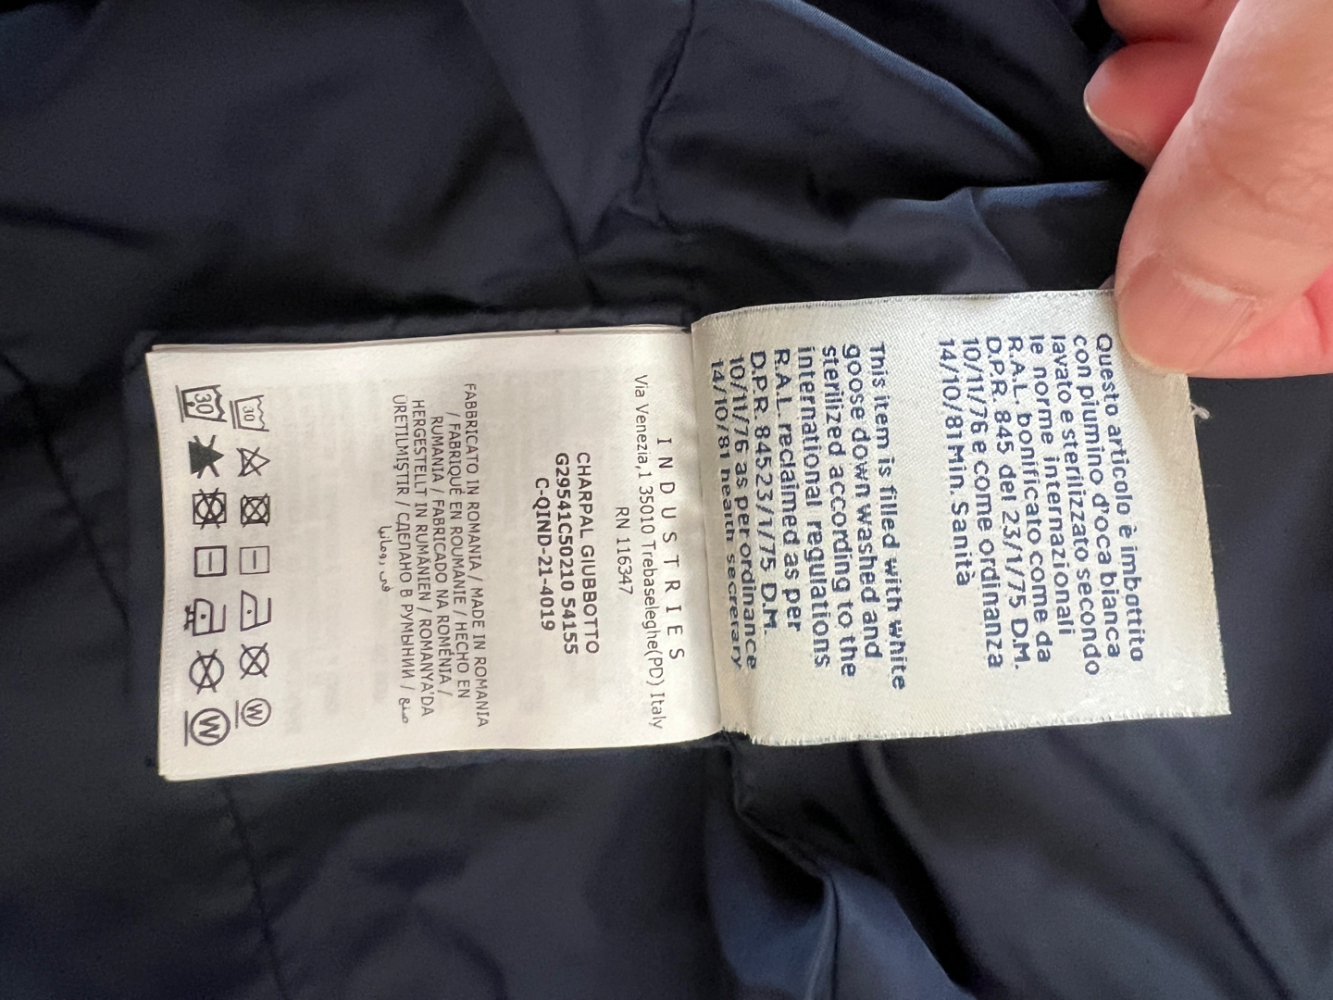 Questo articolo è imbottito
con piumino d'oca bianca
lavato e sterilizzato secondo
le norme internazionali
R.A.L. bonificato come da
D.P.R. 845 del 23/1/75 D.M.
10/11/76 e come ordinanza
14/10/81 Min. Sanità
This item is filled with white
goose down washed and
sterilized according to the
international regulations
R.A.L. reclaimed as per
D.P.R. 84523/1/75 D.M.
10/11/76 as per ordinance
14/10/81 health secrerary
INDUSTRIES
Via Venezia,1 35010 Trebaseleghe(PD) Italy
RN 116347
CHARPAL GIUBBOTTO
G29541C50210 54155
C-QIND-21-4019
FABBRICATO IN ROMANIA / MADE IN ROMANIA
/ FABRIQUÉ EN ROUMANIE / HECHO EN
RUMANIA / FABRICADO NA ROMÉNIA /
HERGESTELLT IN RUMÄNIEN / ROMANYA'DA
ÜRETILMIŞTIR / СДЕЛАНО В РУМЫНИИ / صنع
في رومانيا
30 W
30 W